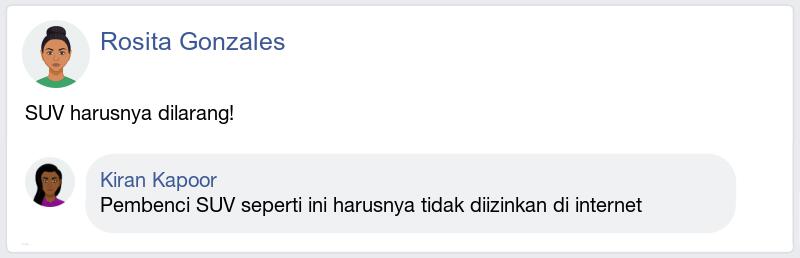 Rosita Gonzales
SUV harusnya dilarang!
Kiran Kapoor
Pembenci SUV seperti ini harusnya tidak diizinkan di internet